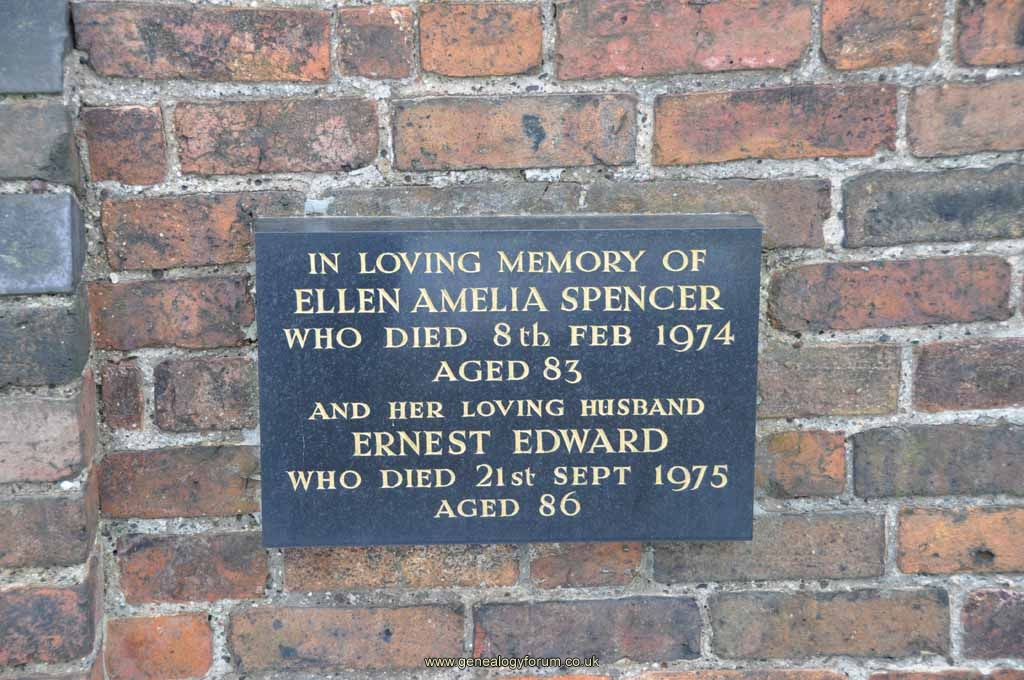 IN LOVING MEMORY OF
ELLEN AMELIA SPENCER
WHO DIED 8th FEB 1974
AGED 83
AND HER LOVING HUSBAND
ERNEST EDWARD
WHO DIED 21st SEPT 1975
AGED 86
www.genealogyforum.co.uk